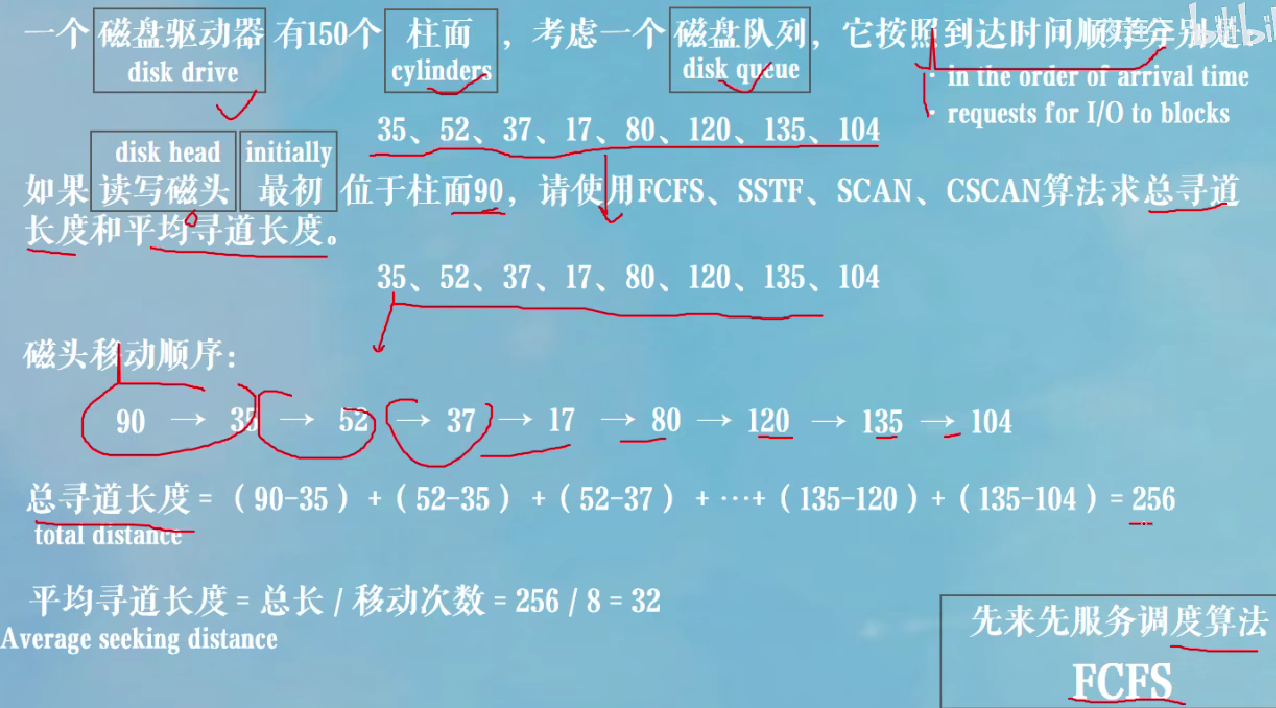 一个 磁盘驱动器 有150个 柱面 ，考虑一个 磁盘队列，它按照到达时间顺序分别是
disk drive cylinders disk queue · in the order of arrival time
· requests for I/O to blocks
35、52、37、17、80、120、135、104
disk head initially
如果 读写磁头 最初 位于柱面90，请使用FCFS、SSTF、SCAN、CSCAN算法求总寻道
长度和平均寻道长度。
35、52、37、17、80、120、135、104
磁头移动顺序：
90 → 35 → 52 → 37 → 17 → 80 → 120 → 135 → 104
总寻道长度 = （90-35）+（52-35）+（52-37）+ ···+（135-120）+（135-104）= 256
total distance
平均寻道长度 = 总长 / 移动次数 = 256 / 8 = 32
Average seeking distance
先来先服务调度算法
FCFS